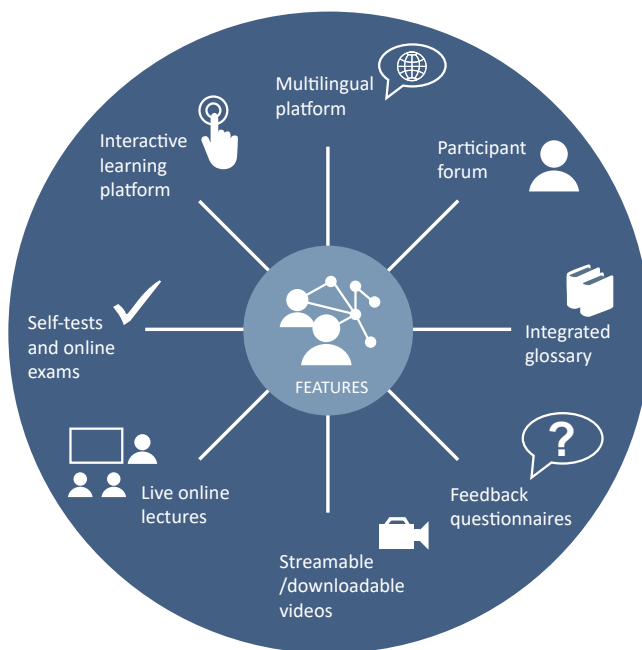 Multilingual
platform
Participant
forum
Integrated
glossary
?
Feedback
questionnaires
Streamable
/downloadable
videos
Live online
lectures
Self-tests
and online
exams
Interactive
learning
platform
FEATURES